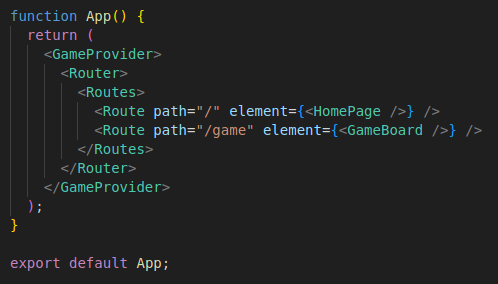 function App() {
  return (
    <GameProvider>
      <Router>
        <Routes>
          <Route path="/" element={<HomePage />} />
          <Route path="/game" element={<GameBoard />} />
        </Routes>
      </Router>
    </GameProvider>
  );
}

export default App;